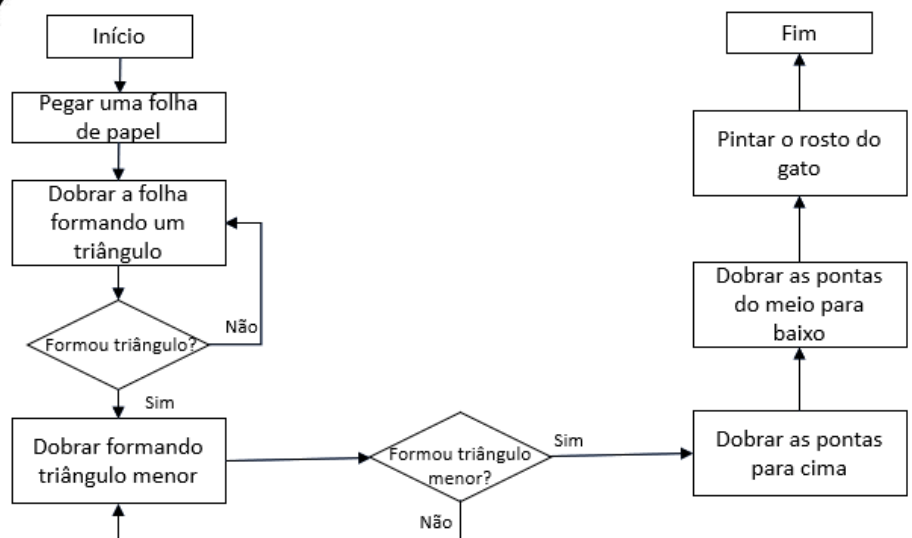 Início
Pegar uma folha
de papel
Dobrar a folha
formando um
triângulo
Formou triângulo?
Não
Sim
Dobrar formando
triângulo menor
Formou triângulo
menor?
Não
Sim
Dobrar as pontas
para cima
Dobrar as pontas
do meio para
baixo
Pintar o rosto do
gato
Fim